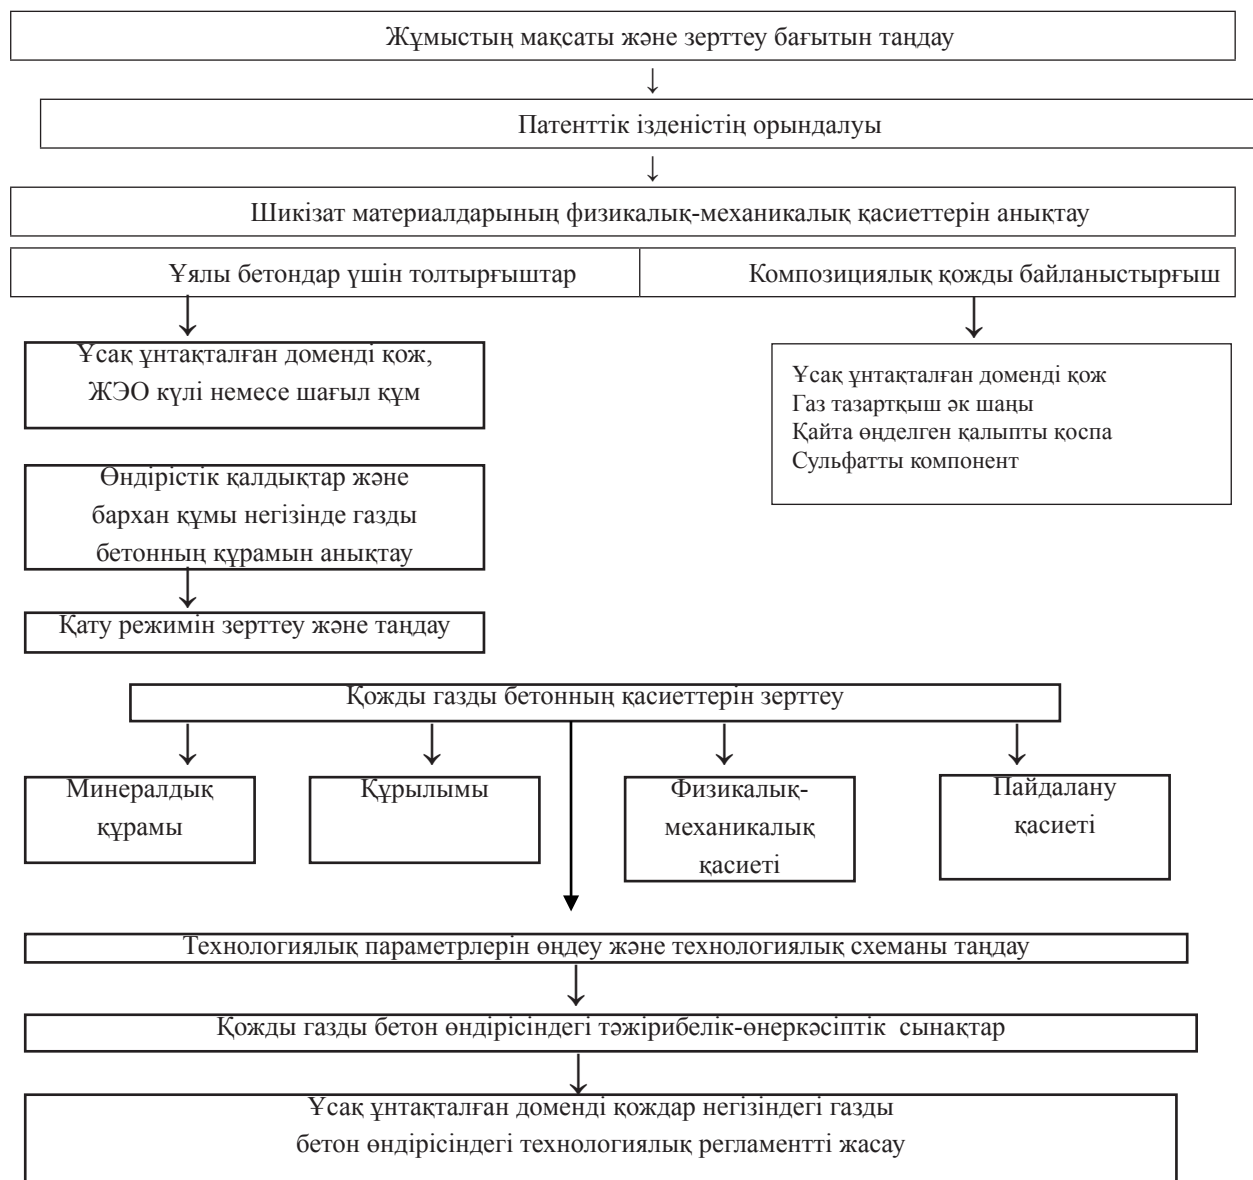 Жұмыстың мақсаты және зерттеу бағытын таңдау
↓
Патенттік ізденістің орындалуы
↓
Шикізат материалдарының физикалық-механикалық қасиеттерін анықтау
Ұялы бетондар үшін толтырғыштар
Композициялық қожды байланыстырғыш
Ұсақ ұнтақталған доменді қож,
ЖЭО күлі немесе шағыл құм
Ұсақ ұнтақталған доменді қож
Газ тазартқыш әк шаңы
Қайта өңделген қалыпты қоспа
Сульфатты компонент
Өндірістік қалдықтар және
бархан құмы негізінде газды
бетонның құрамын анықтау
Қату режимін зерттеу және таңдау
Қожды газды бетонның қасиеттерін зерттеу
Минералдық
құрамы
Құрылымы
Физикалық-
механикалық
қасиеті
Пайдалану
қасиеті
Технологиялық параметрлерін өңдеу және технологиялық схеманы таңдау
Қожды газды бетон өндірісіндегі тәжірибелік-өнеркәсіптік сынақтар
Ұсақ ұнтақталған доменді қождар негізіндегі газды
бетон өндірісіндегі технологиялық регламентті жасау